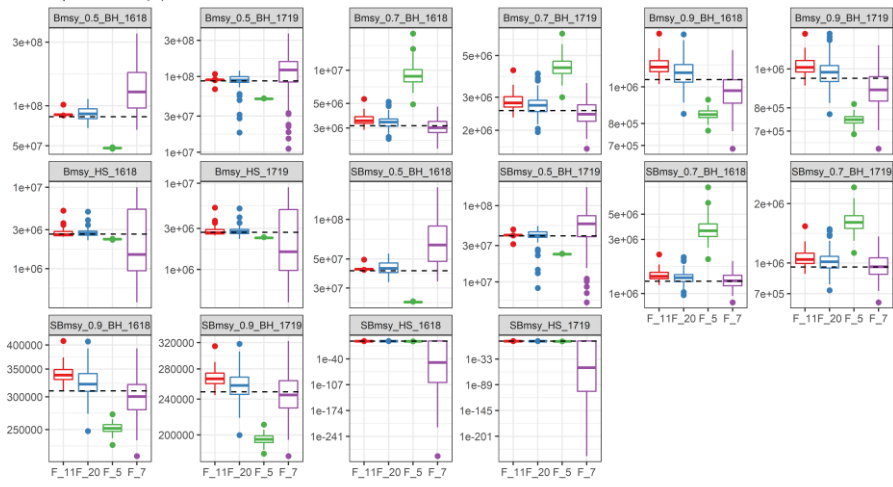 Bmsy_0.5_BH_1618 Bmsy_0.5_BH_1719 Bmsy_0.7_BH_1618 Bmsy_0.7_BH_1719 Bmsy_0.9_BH_1618 Bmsy_0.9_BH_1719
3e+08 1e+08 5e+07
3e+08 1e+08 3e+07 1e+07
1e+07 6e+06 3e+06
5e+06 3e+06 2e+06
1e+06 8e+05 7e+05
1e+06 8e+05 7e+05
Bmsy_HS_1618 Bmsy_HS_1719 SBmsy_0.5_BH_1618 SBmsy_0.5_BH_1719 SBmsy_0.7_BH_1618 SBmsy_0.7_BH_1719
1e+07 3e+06 1e+06
1e+07 3e+06 1e+06
1e+08 5e+07 3e+07
1e+08 3e+07 1e+07
5e+06 3e+06 1e+06
2e+06 1e+06 7e+05
SBmsy_0.9_BH_1618 SBmsy_0.9_BH_1719 SBmsy_HS_1618 SBmsy_HS_1719
400000 350000 300000 250000
320000 280000 240000 200000
1e-40 1e-107 1e-174 1e-241
1e-33 1e-89 1e-145 1e-201
F_11 F_20 F_5 F_7 F_11 F_20 F_5 F_7 F_11 F_20 F_5 F_7 F_11 F_20 F_5 F_7